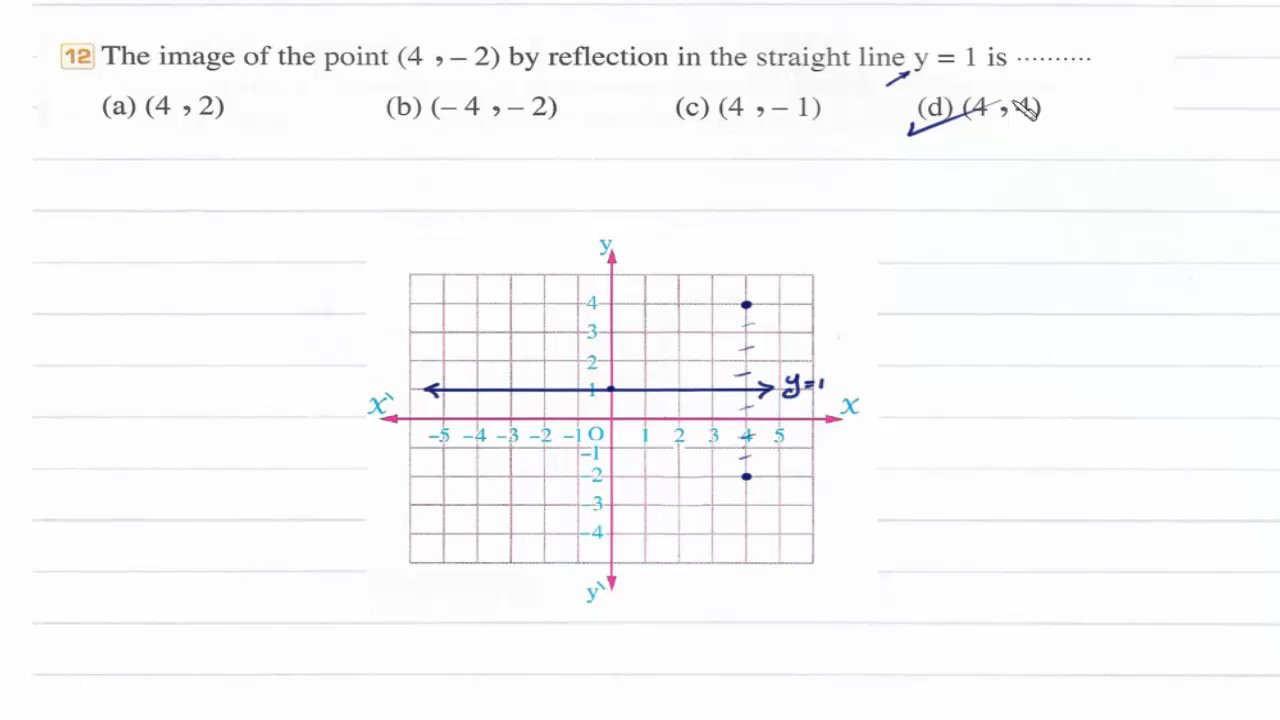 12 The image of the point (4 , – 2) by reflection in the straight line y = 1 is ··········
(a) (4 , 2) (b) (– 4 , – 2) (c) (4 , – 1) (d) (4 , 4)
y
4
3
2
1 y=1
x` x
–5 –4 –3 –2 –1 O 1 2 3 4 5
–1
–2
–3
–4
y`